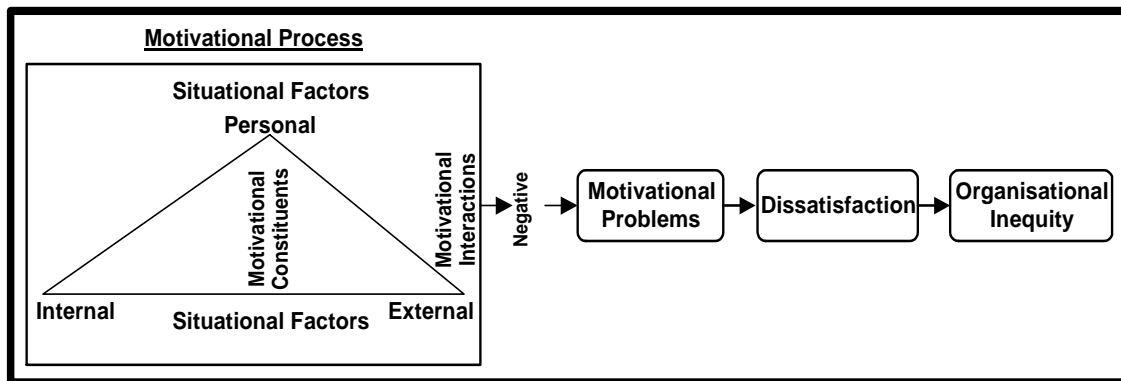 Motivational Process
Situational Factors
Personal
Motivational
Constituents
Motivational
Interactions
Internal
External
Situational Factors
Negative
Motivational
Problems
Dissatisfaction
Organisational
Inequity